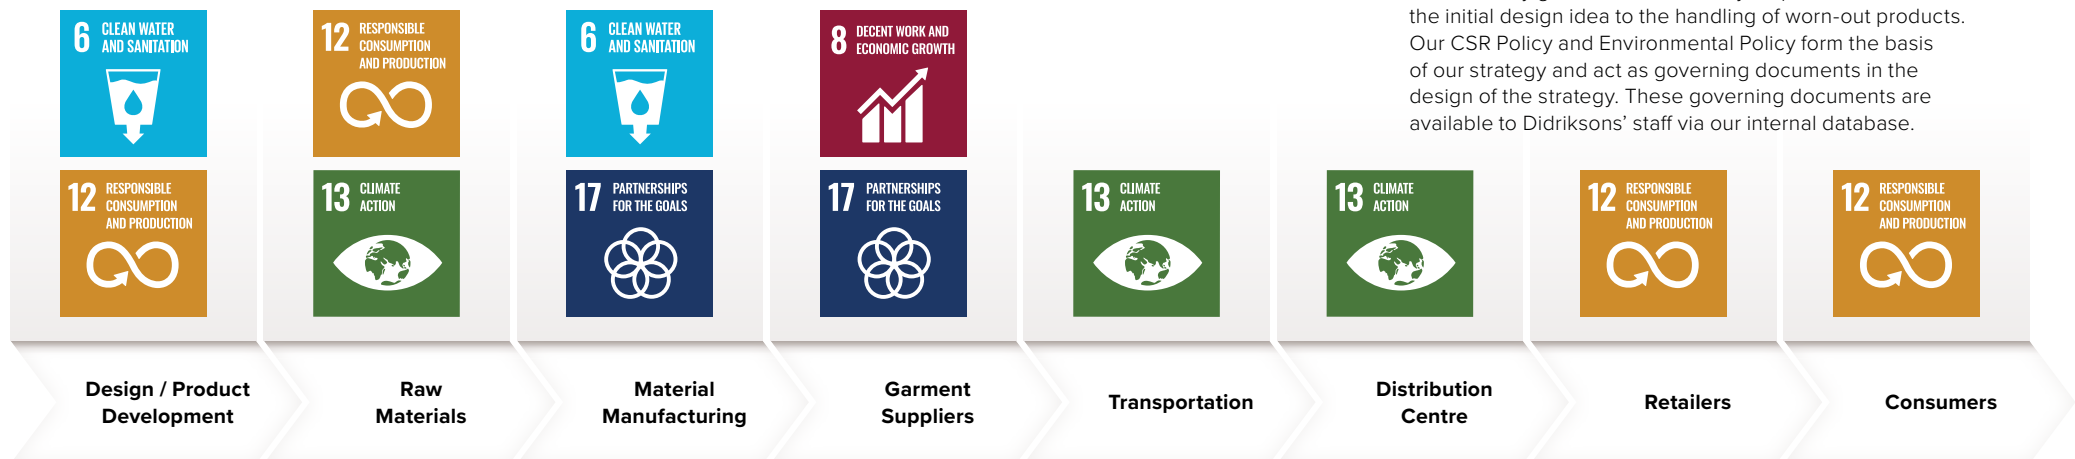 the initial design idea to the handling of worn-out products.
Our CSR Policy and Environmental Policy form the basis
of our strategy and act as governing documents in the
design of the strategy. These governing documents are
available to Didriksons’ staff via our internal database.
6 CLEAN WATER
AND SANITATION
12 RESPONSIBLE
CONSUMPTION
AND PRODUCTION
6 CLEAN WATER
AND SANITATION
8 DECENT WORK AND
ECONOMIC GROWTH
12 RESPONSIBLE
CONSUMPTION
AND PRODUCTION
13 CLIMATE
ACTION
17 PARTNERSHIPS
FOR THE GOALS
17 PARTNERSHIPS
FOR THE GOALS
13 CLIMATE
ACTION
13 CLIMATE
ACTION
12 RESPONSIBLE
CONSUMPTION
AND PRODUCTION
12 RESPONSIBLE
CONSUMPTION
AND PRODUCTION
Design / Product
Development
Raw
Materials
Material
Manufacturing
Garment
Suppliers
Transportation
Distribution
Centre
Retailers
Consumers